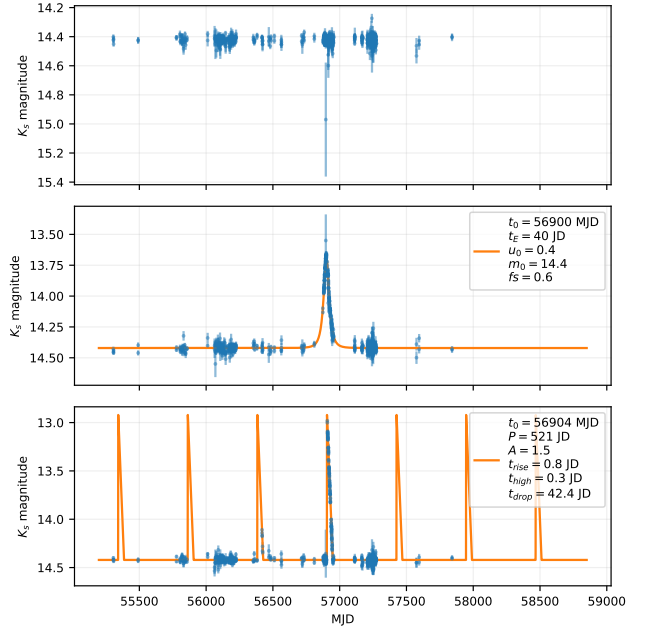 14.2
14.4
14.6
14.8
15.0
15.2
15.4
K_s magnitude
13.50
13.75
14.00
14.25
14.50
K_s magnitude
t_0 = 56900 MJD
t_E = 40 JD
u_0 = 0.4
m_0 = 14.4
fs = 0.6
13.0
13.5
14.0
14.5
K_s magnitude
t_0 = 56904 MJD
P = 521 JD
A = 1.5
t_rise = 0.8 JD
t_high = 0.3 JD
t_drop = 42.4 JD
55500 56000 56500 57000 57500 58000 58500 59000
MJD